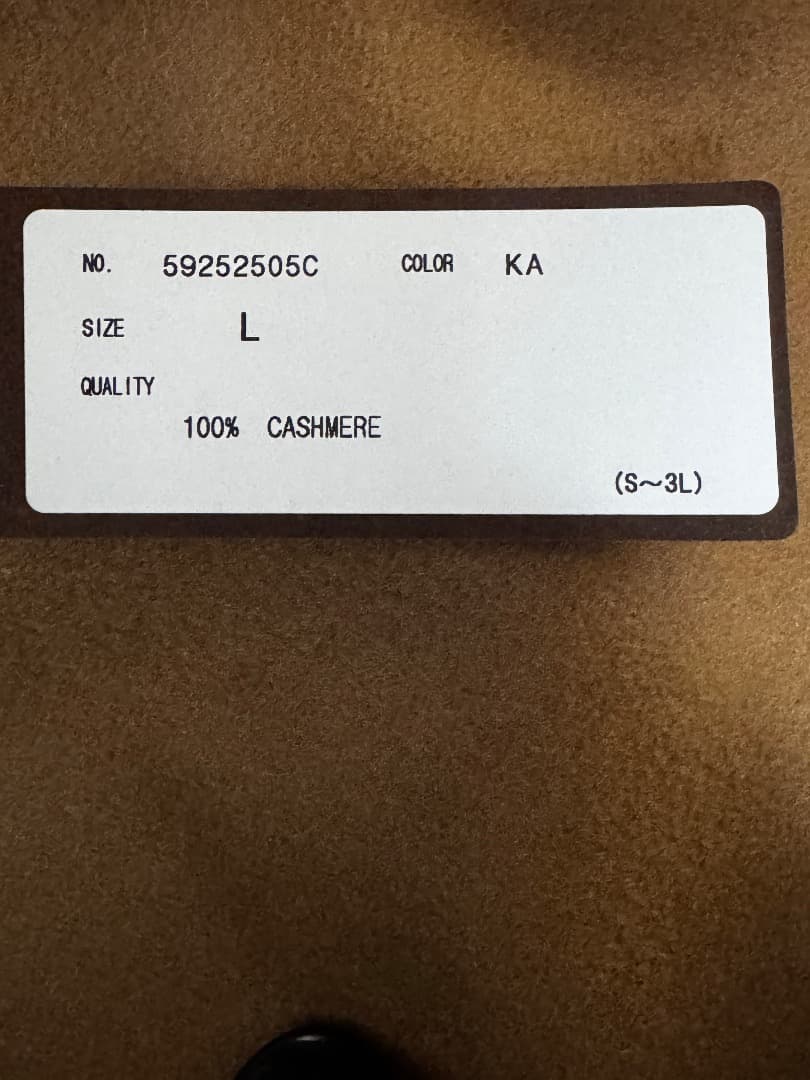 NO. 59252505C COLOR KA
SIZE L
QUALITY
100% CASHMERE
(S～3L)